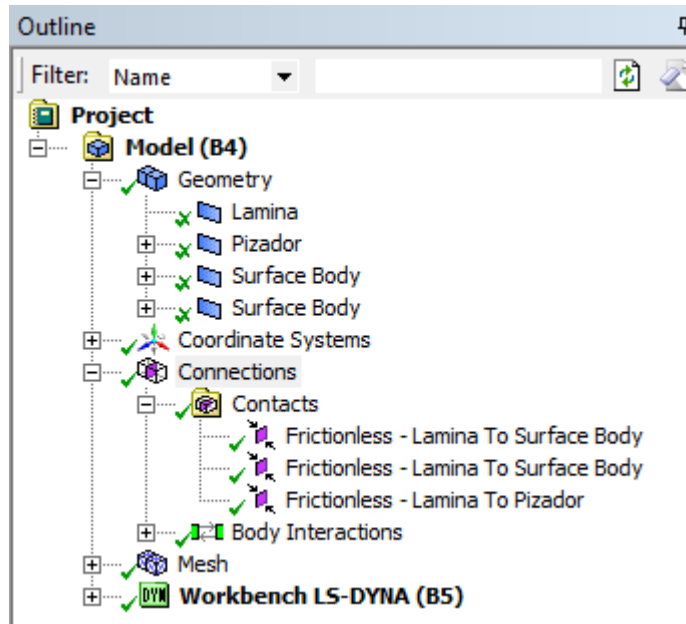 Outline
Filter: Name
Project
Model (B4)
Geometry
Lamina
Pizador
Surface Body
Surface Body
Coordinate Systems
Connections
Contacts
Frictionless - Lamina To Surface Body
Frictionless - Lamina To Surface Body
Frictionless - Lamina To Pizador
Body Interactions
Mesh
DYN Workbench LS-DYNA (B5)